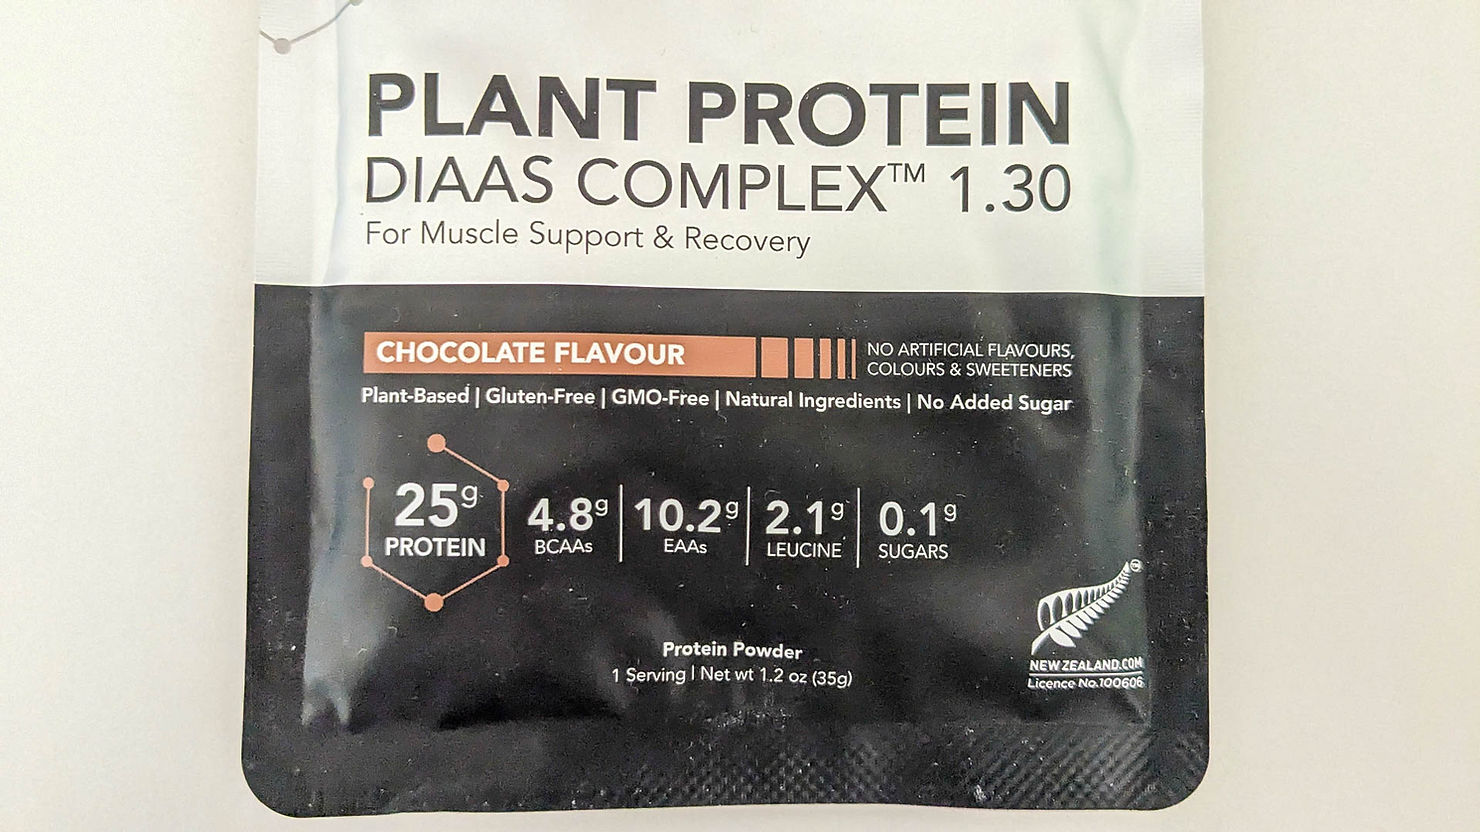 PLANT PROTEIN
DIAAS COMPLEX™ 1.30
For Muscle Support & Recovery
CHOCOLATE FLAVOUR
NO ARTIFICIAL FLAVOURS,
COLOURS & SWEETENERS
Plant-Based | Gluten-Free | GMO-Free | Natural Ingredients | No Added Sugar
25g
PROTEIN
4.8g
BCAAs
10.2g
EAAs
2.1g
LEUCINE
0.1g
SUGARS
Protein Powder
1 Serving | Net wt 1.2 oz (35g)
NEWZEALAND.COM
Licence No.100606